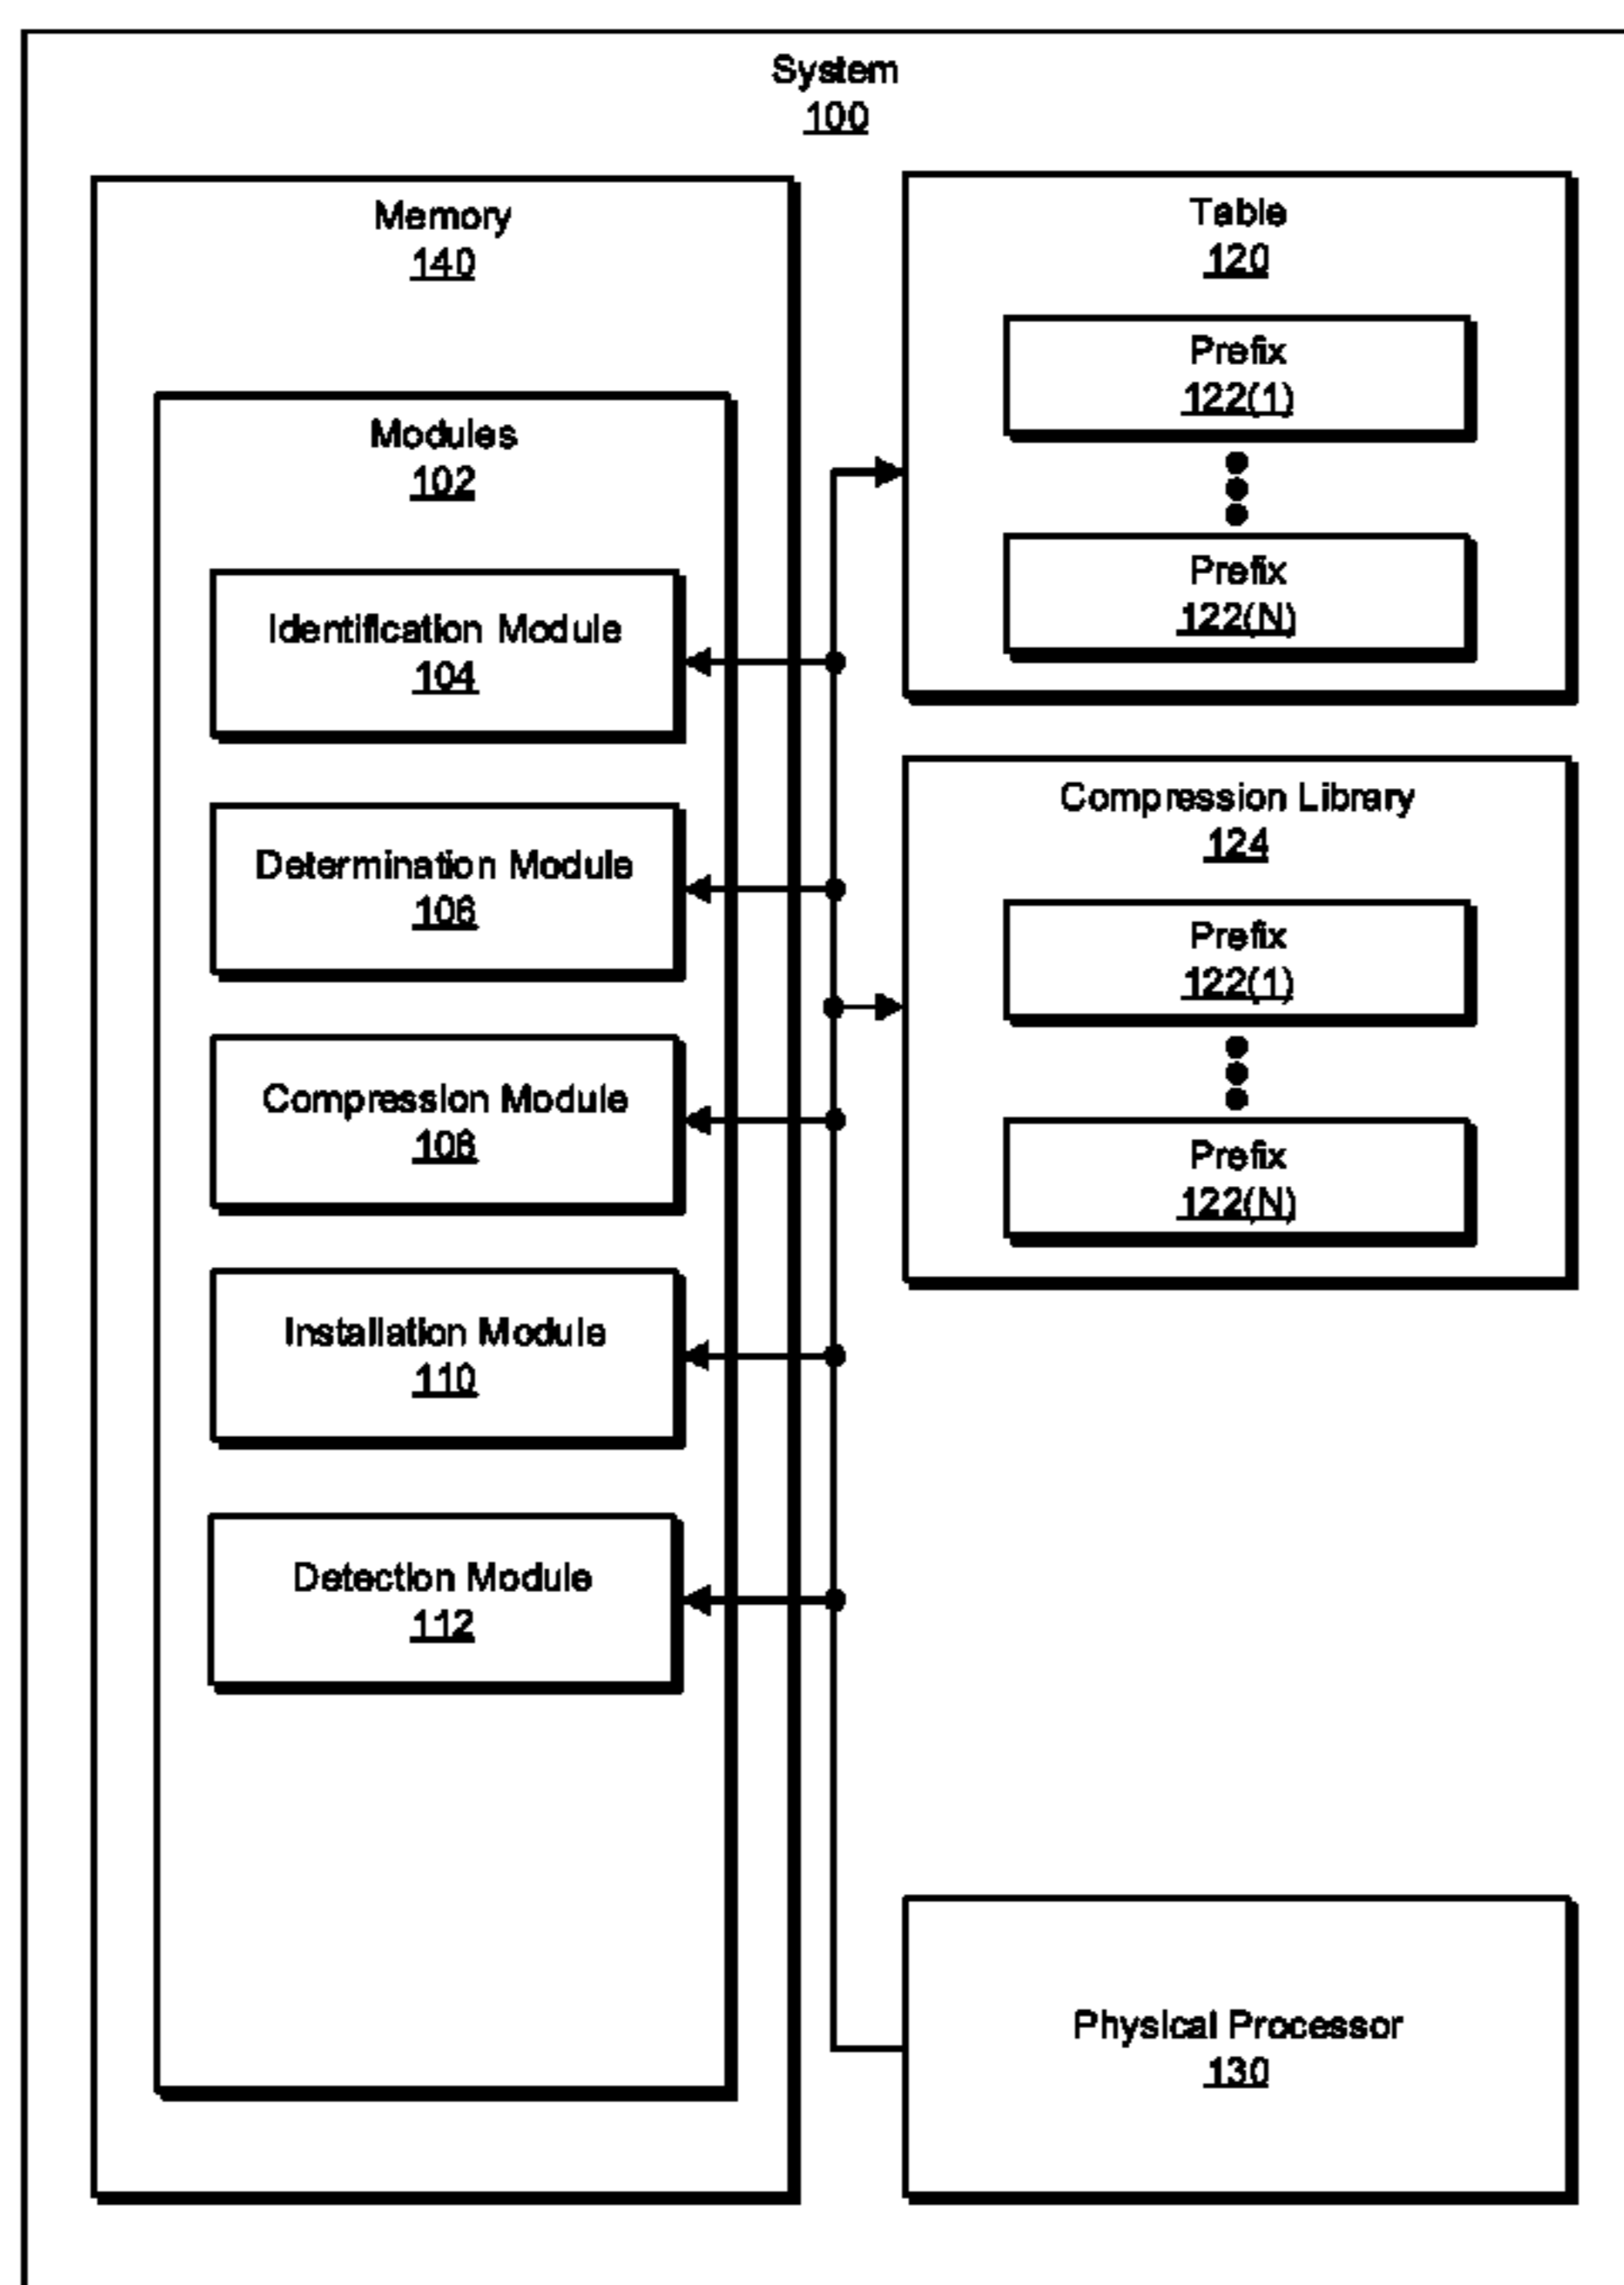 System
100
Memory
140
Modules
102
Identification Module
104
Determination Module
106
Compression Module
108
Installation Module
110
Detection Module
112
Table
120
Prefix
122(1)
Prefix
122(N)
Compression Library
124
Prefix
122(1)
Prefix
122(N)
Physical Processor
130